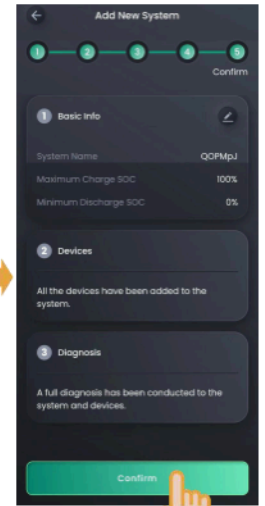 Add New System
1 2 3 4 5
Confirm
1 Basic Info
System Name QOPMpJ
Maximum Charge SOC 100%
Minimum Discharge SOC 0%
2 Devices
All the devices have been added to the
system.
3 Diagnosis
A full diagnosis has been conducted to the
system and devices.
Confirm